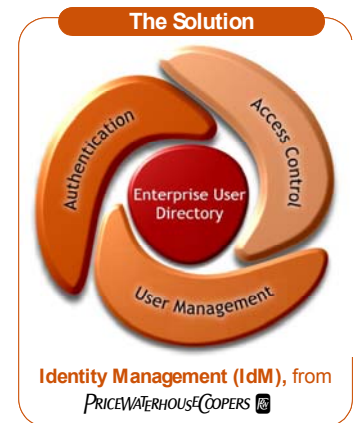 The Solution
Authentication
Access Control
Enterprise User
Directory
User Management
Identity Management (IdM), from
PRICEWATERHOUSECOOPERS